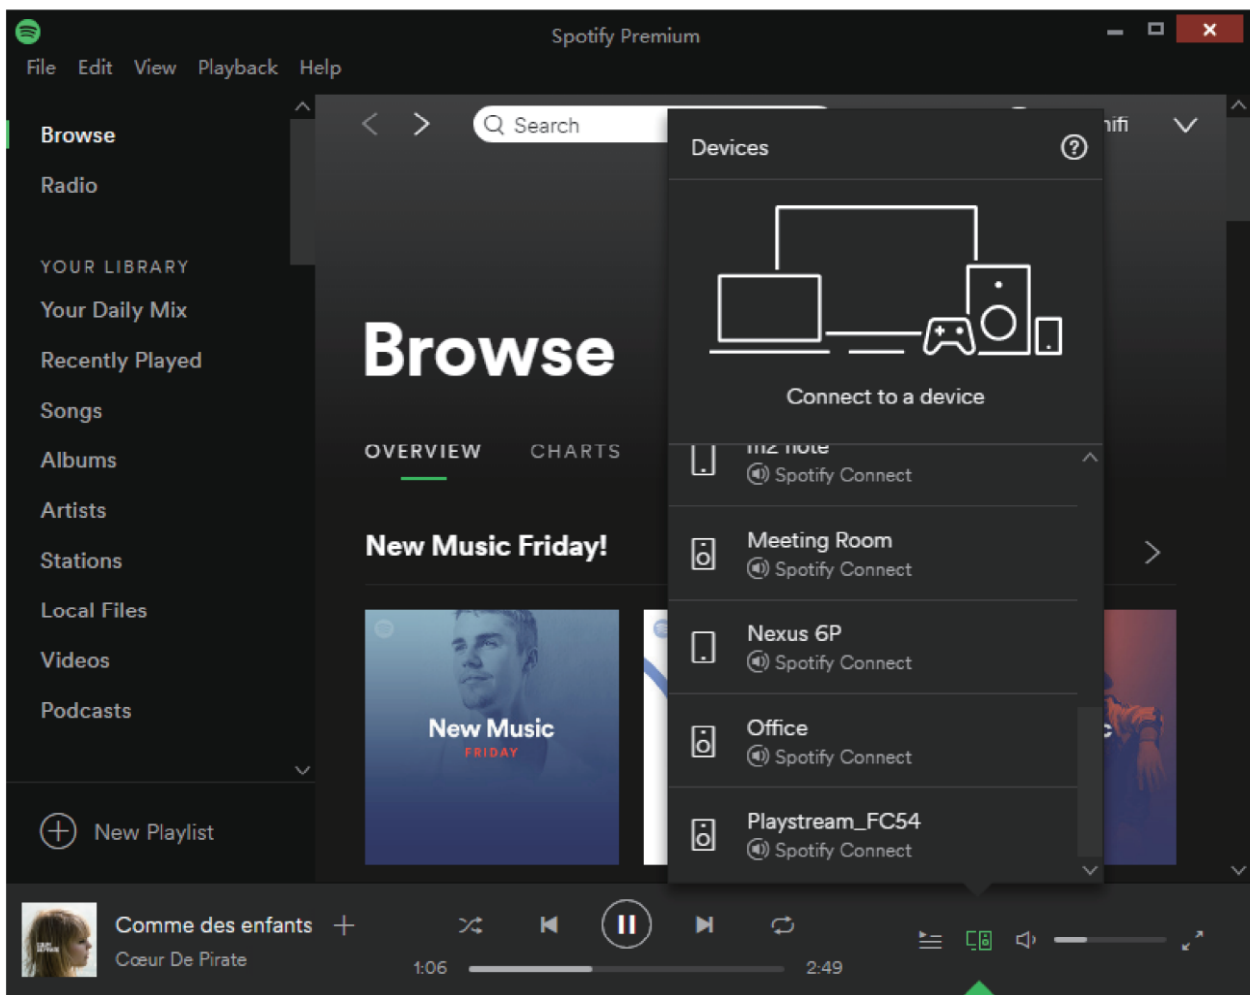 Spotify Premium
File Edit View Playback Help
Browse
Radio
YOUR LIBRARY
Your Daily Mix
Recently Played
Songs
Albums
Artists
Stations
Local Files
Videos
Podcasts
New Playlist
Search
hifi
Browse
OVERVIEW CHARTS
New Music Friday!
New Music
FRIDAY
Devices
?
Connect to a device
m2 note
Spotify Connect
Meeting Room
Spotify Connect
Nexus 6P
Spotify Connect
Office
Spotify Connect
Playstream_FC54
Spotify Connect
c
Comme des enfants
Cœur De Pirate
1:06
2:49